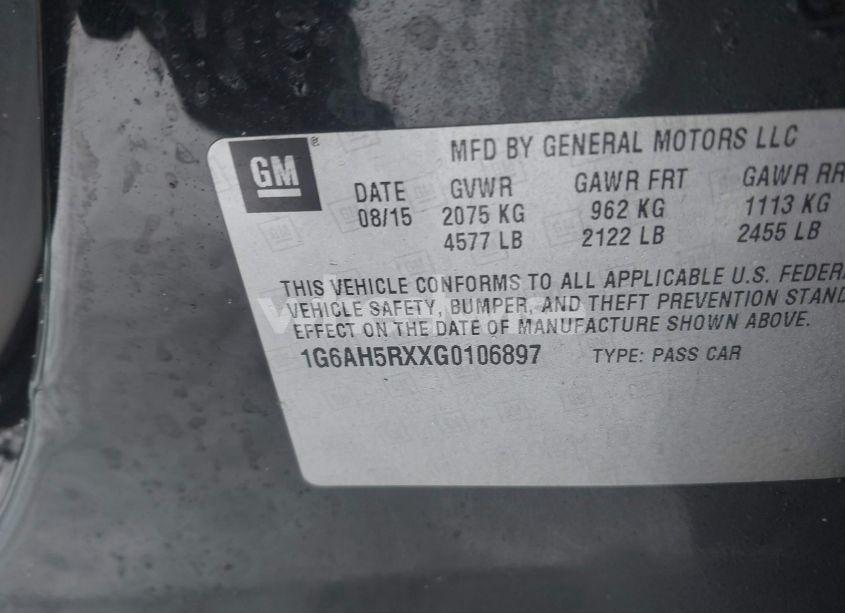 GM ®
MFD BY GENERAL MOTORS LLC
DATE GVWR GAWR FRT GAWR RR
08/15 2075 KG 962 KG 1113 KG
4577 LB 2122 LB 2455 LB
THIS VEHICLE CONFORMS TO ALL APPLICABLE U.S. FEDER
VEHICLE SAFETY, BUMPER, AND THEFT PREVENTION STAND
EFFECT ON THE DATE OF MANUFACTURE SHOWN ABOVE.
1G6AH5RXXG0106897 TYPE: PASS CAR